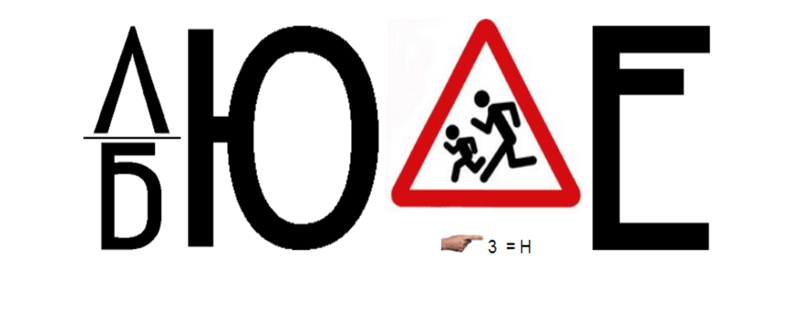 Л
Б
Ю Е
3 = Н